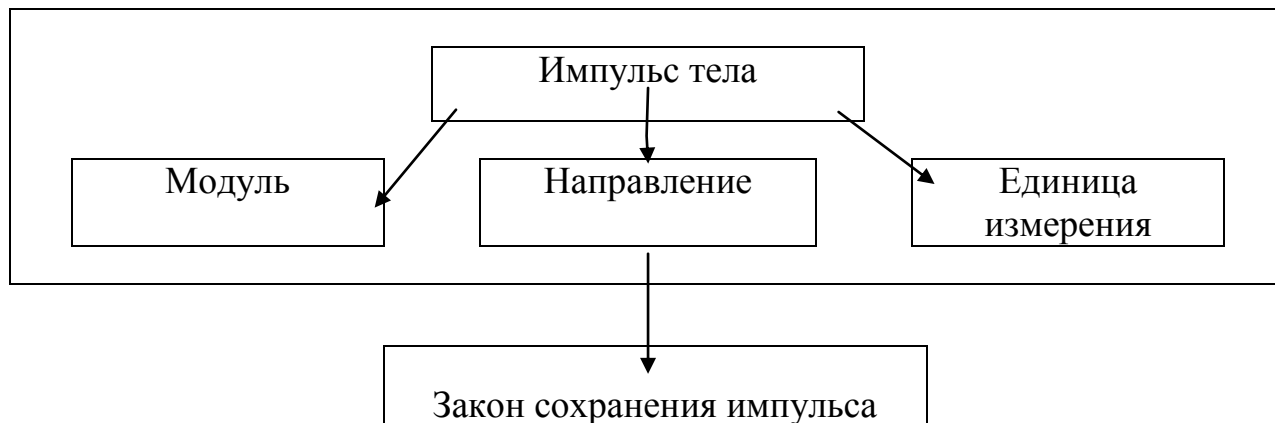 Импульс тела
Модуль
Направление
Единица
измерения
Закон сохранения импульса